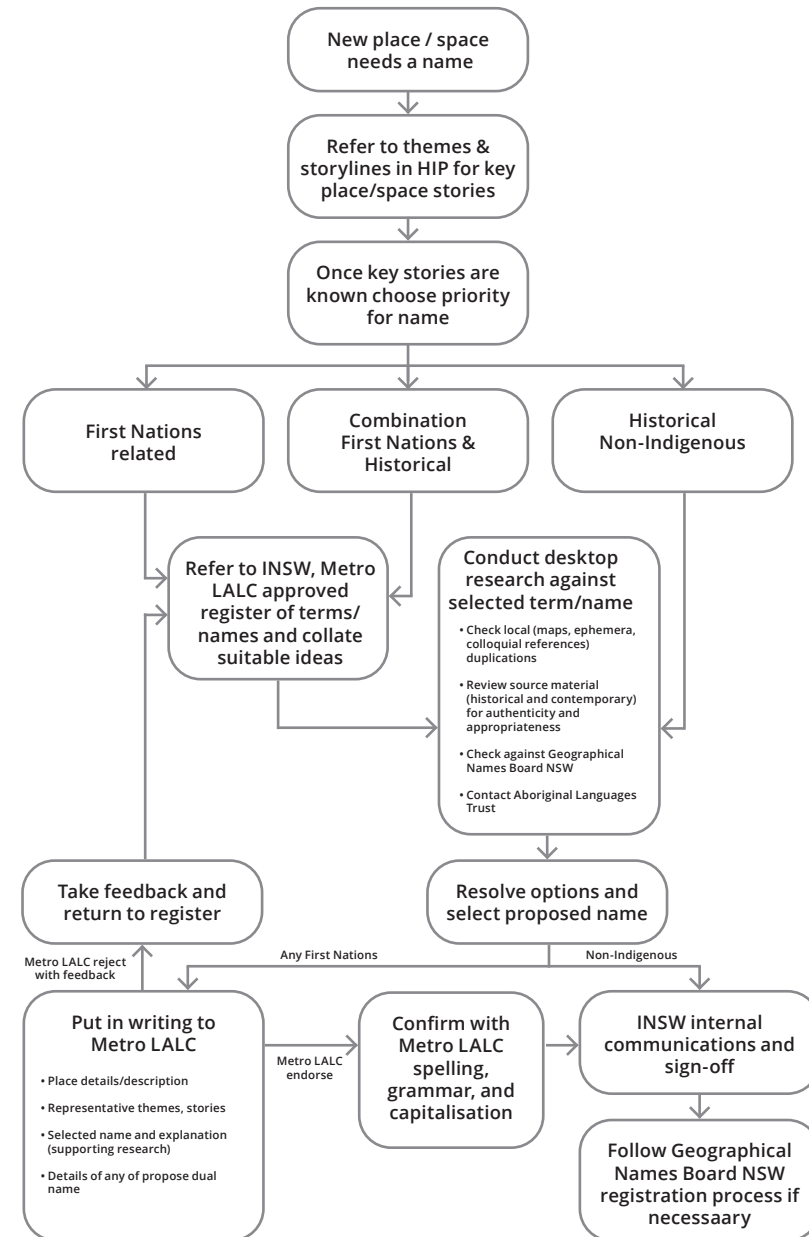 New place / space
needs a name
Refer to themes &
storylines in HIP for key
place/space stories
Once key stories are
known choose priority
for name
First Nations
related
Combination
First Nations &
Historical
Historical
Non-Indigenous
Refer to INSW, Metro
LALC approved
register of terms/
names and collate
suitable ideas
Conduct desktop
research against
selected term/name
• Check local (maps, ephemera,
colloquial references)
duplications
• Review source material
(historical and contemporary)
for authenticity and
appropriateness
• Check against Geographical
Names Board NSW
• Contact Aboriginal Languages
Trust
Take feedback and
return to register
Resolve options and
select proposed name
Metro LALC reject
with feedback
Any First Nations
Non-Indigenous
Put in writing to
Metro LALC
• Place details/description
• Representative themes, stories
• Selected name and explanation
(supporting research)
• Details of any of propose dual
name
Metro LALC
endorse
Confirm with
Metro LALC
spelling,
grammar, and
capitalisation
INSW internal
communications and
sign-off
Follow Geographical
Names Board NSW
registration process if
necessaary